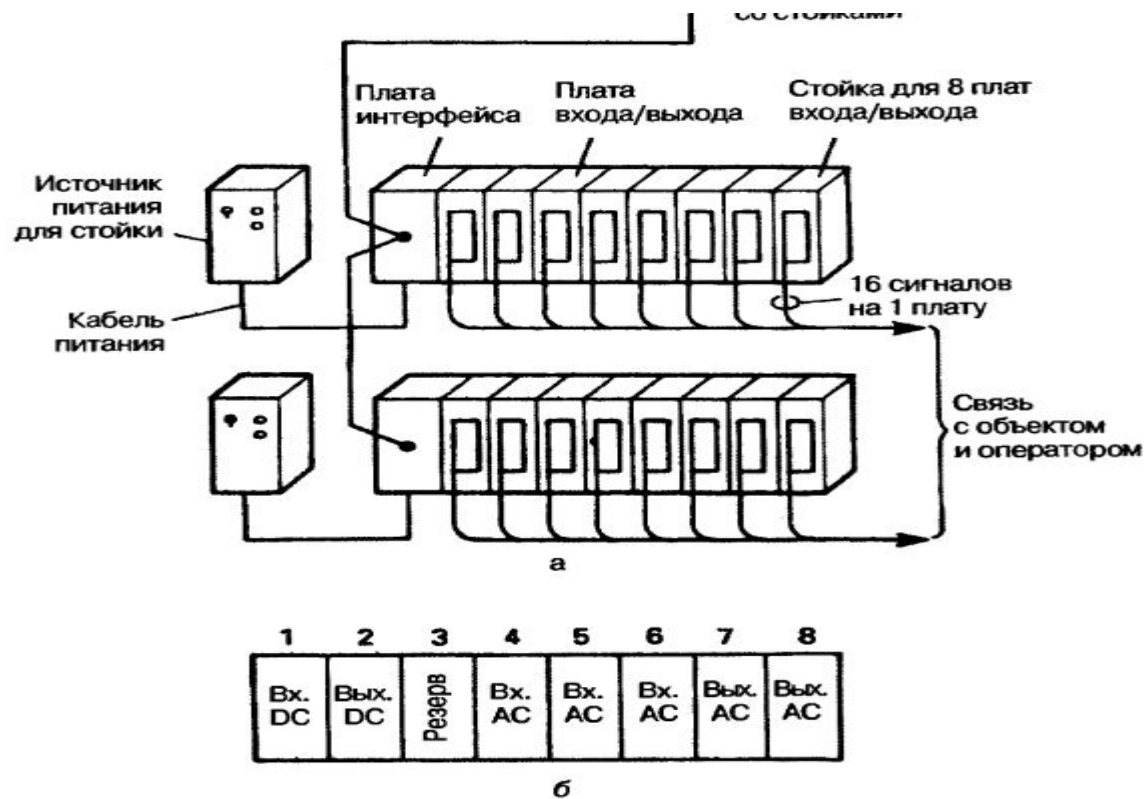 со стойками
Плата
интерфейса
Плата
входа/выхода
Стойка для 8 плат
входа/выхода
Источник
питания
для стойки
Кабель
питания
16 сигналов
на 1 плату
Связь
с объектом
и оператором
а
1 2 3 4 5 6 7 8
Вх. DC
Вых. DC
Резерв
Вх. AC
Вх. AC
Вх. AC
Вых. AC
Вых. AC
б